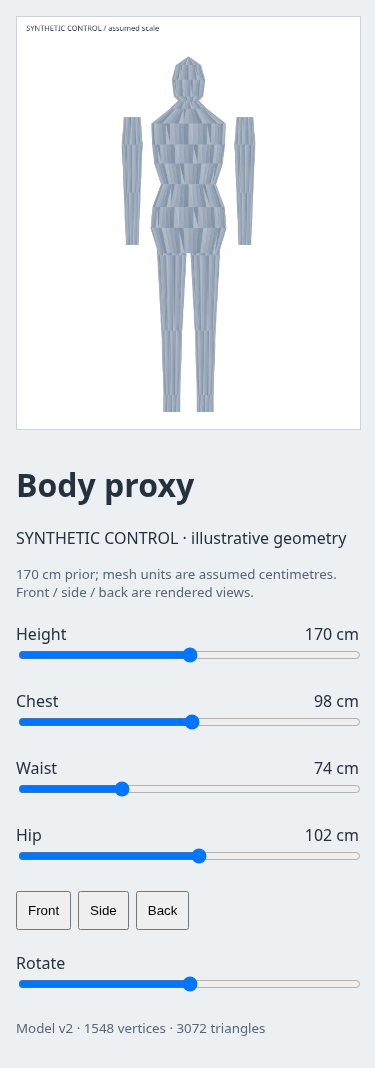 SYNTHETIC CONTROL / assumed scale
Body proxy
SYNTHETIC CONTROL · illustrative geometry
170 cm prior; mesh units are assumed centimetres.
Front / side / back are rendered views.
Height 170 cm
Chest 98 cm
Waist 74 cm
Hip 102 cm
Front Side Back
Rotate
Model v2 · 1548 vertices · 3072 triangles